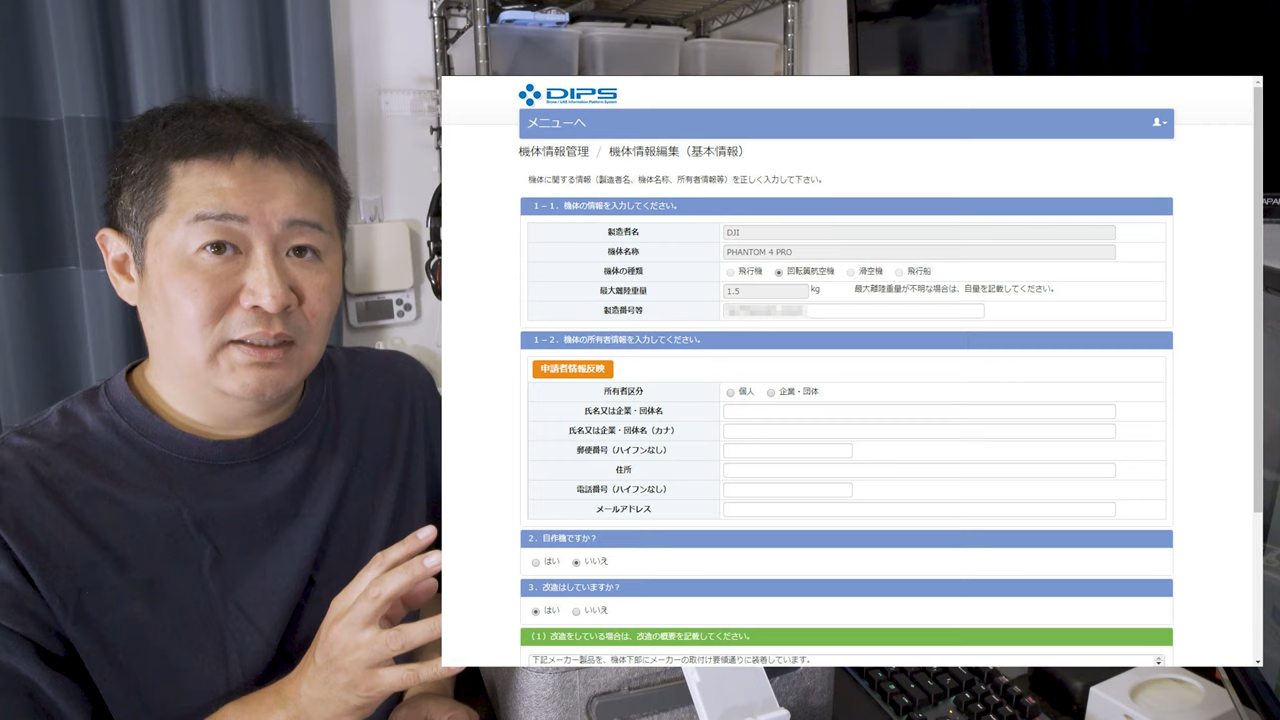 DIPS
Drone / UAS Information Platform System
メニューへ
機体情報管理 / 機体情報編集（基本情報）
機体に関する情報（製造者名、機体名称、所有者情報等）を正しく入力して下さい。
１－１．機体の情報を入力してください。
製造者名 DJI
機体名称 PHANTOM 4 PRO
機体の種類 飛行機 回転翼航空機 滑空機 飛行船
最大離陸重量 1.5 kg 最大離陸重量が不明な場合は、自量を記載してください。
製造番号等
１－２．機体の所有者情報を入力してください。
申請者情報反映
所有者区分 個人 企業・団体
氏名又は企業・団体名
氏名又は企業・団体名（カナ）
郵便番号（ハイフンなし）
住所
電話番号（ハイフンなし）
メールアドレス
２．自作機ですか？
はい いいえ
３．改造はしていますか？
はい いいえ
（１）改造をしている場合は、改造の概要を記載してください。
下記メーカー製品を、機体下部にメーカーの取付け要領通りに装着しています。